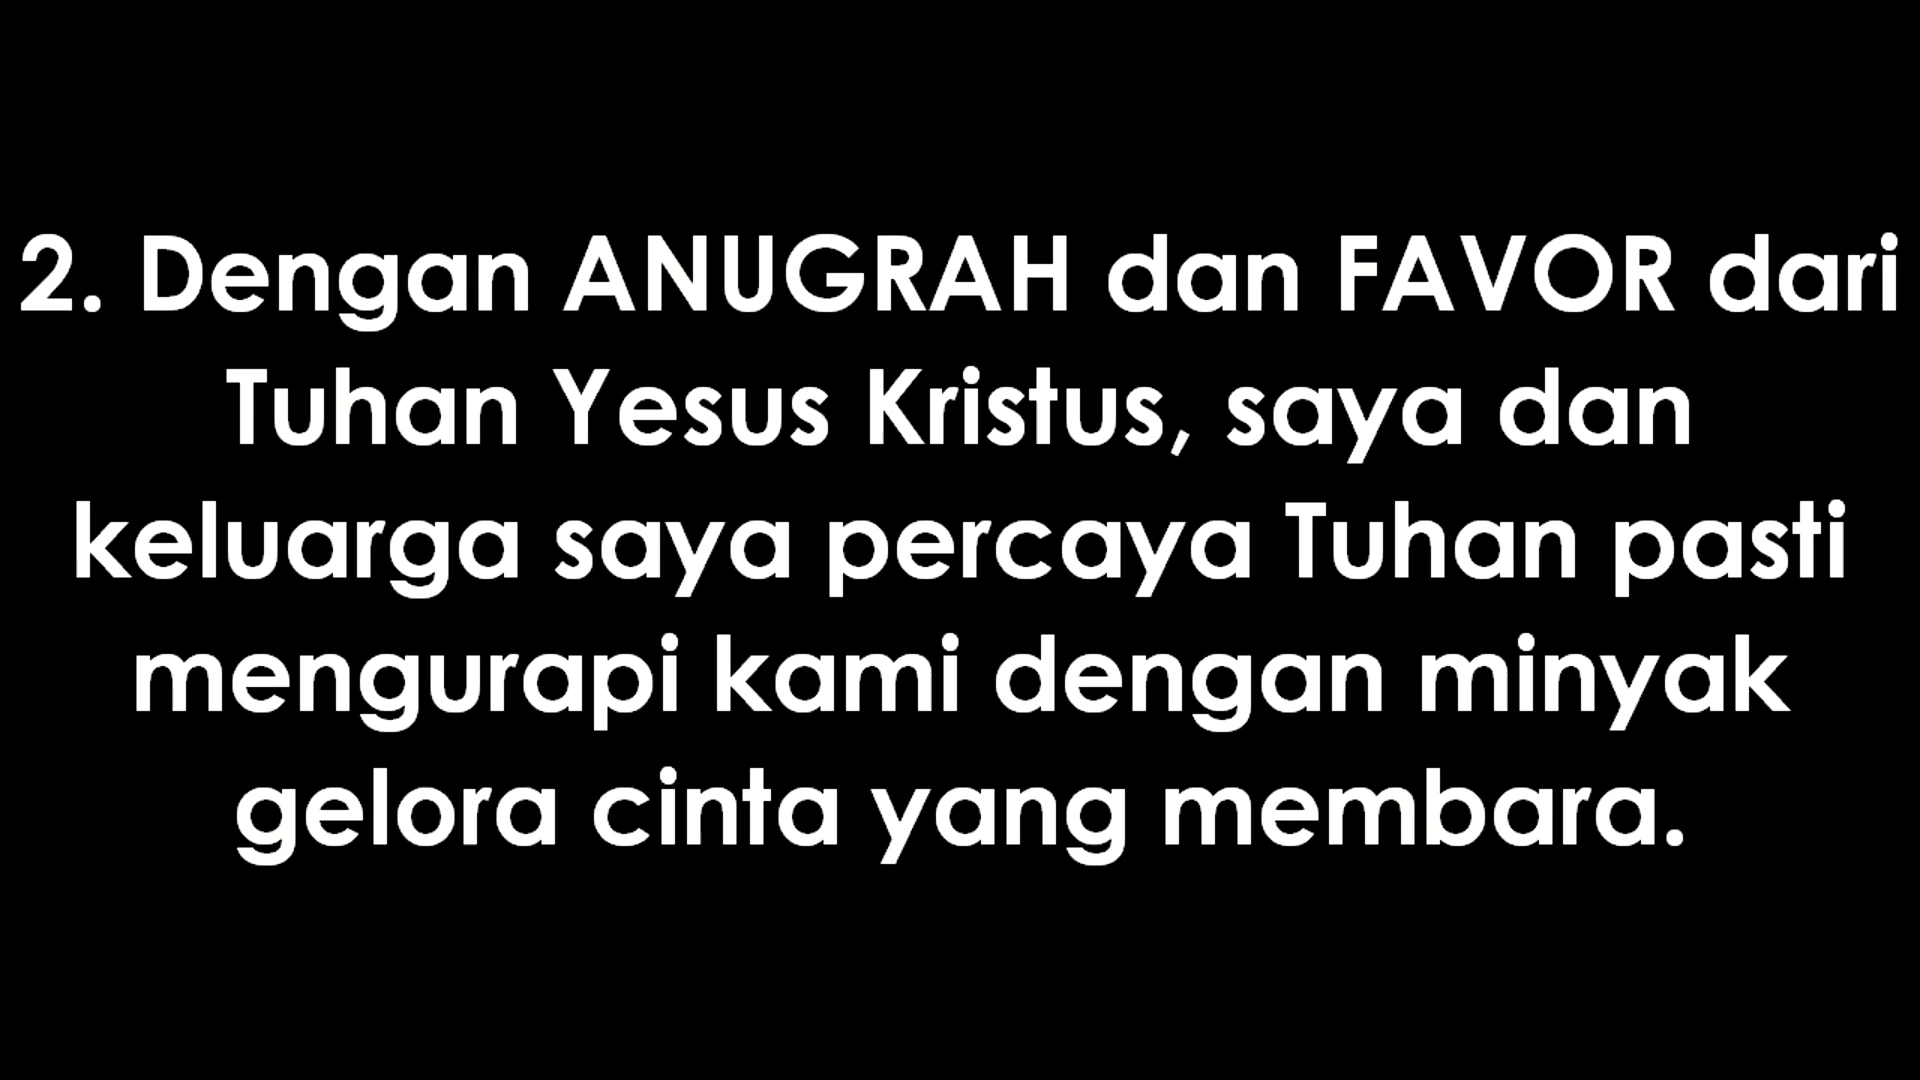 2. Dengan ANUGRAH dan FAVOR dari
Tuhan Yesus Kristus, saya dan
keluarga saya percaya Tuhan pasti
mengurapi kami dengan minyak
gelora cinta yang membara.